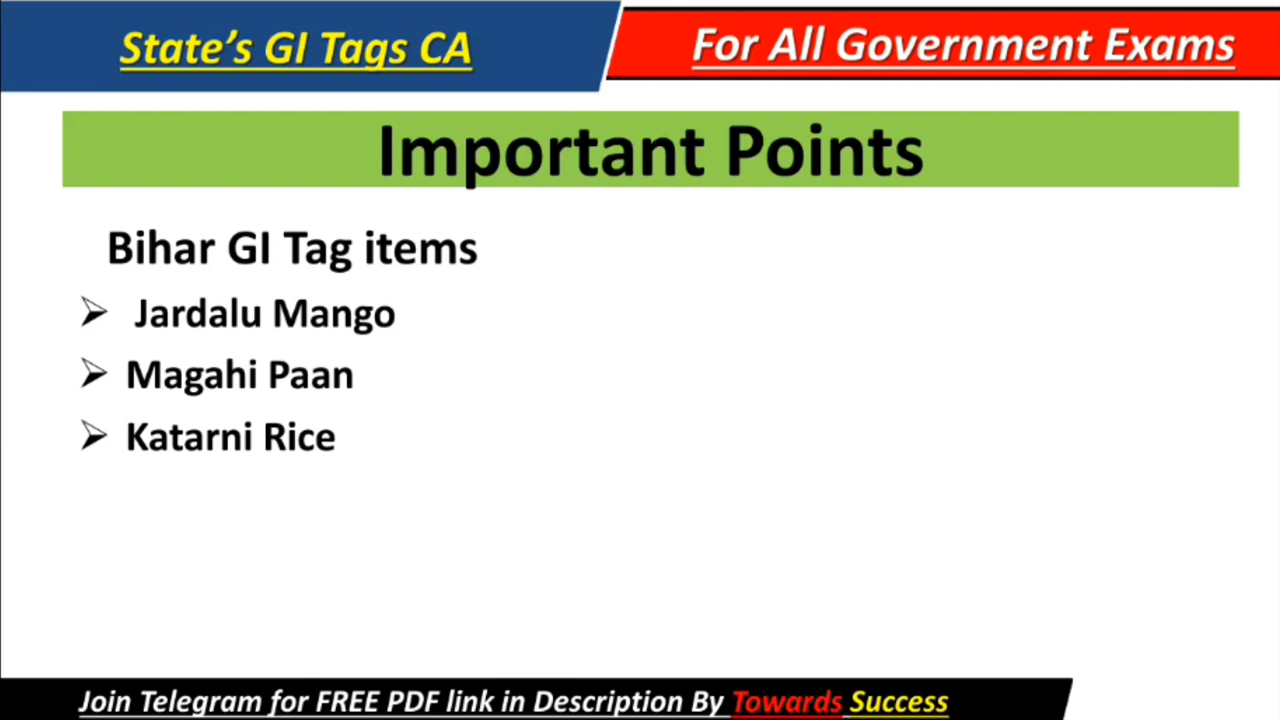 State's GI Tags CA
For All Government Exams
Important Points
Bihar GI Tag items
Jardalu Mango
Magahi Paan
Katarni Rice
Join Telegram for FREE PDF link in Description By Towards Success